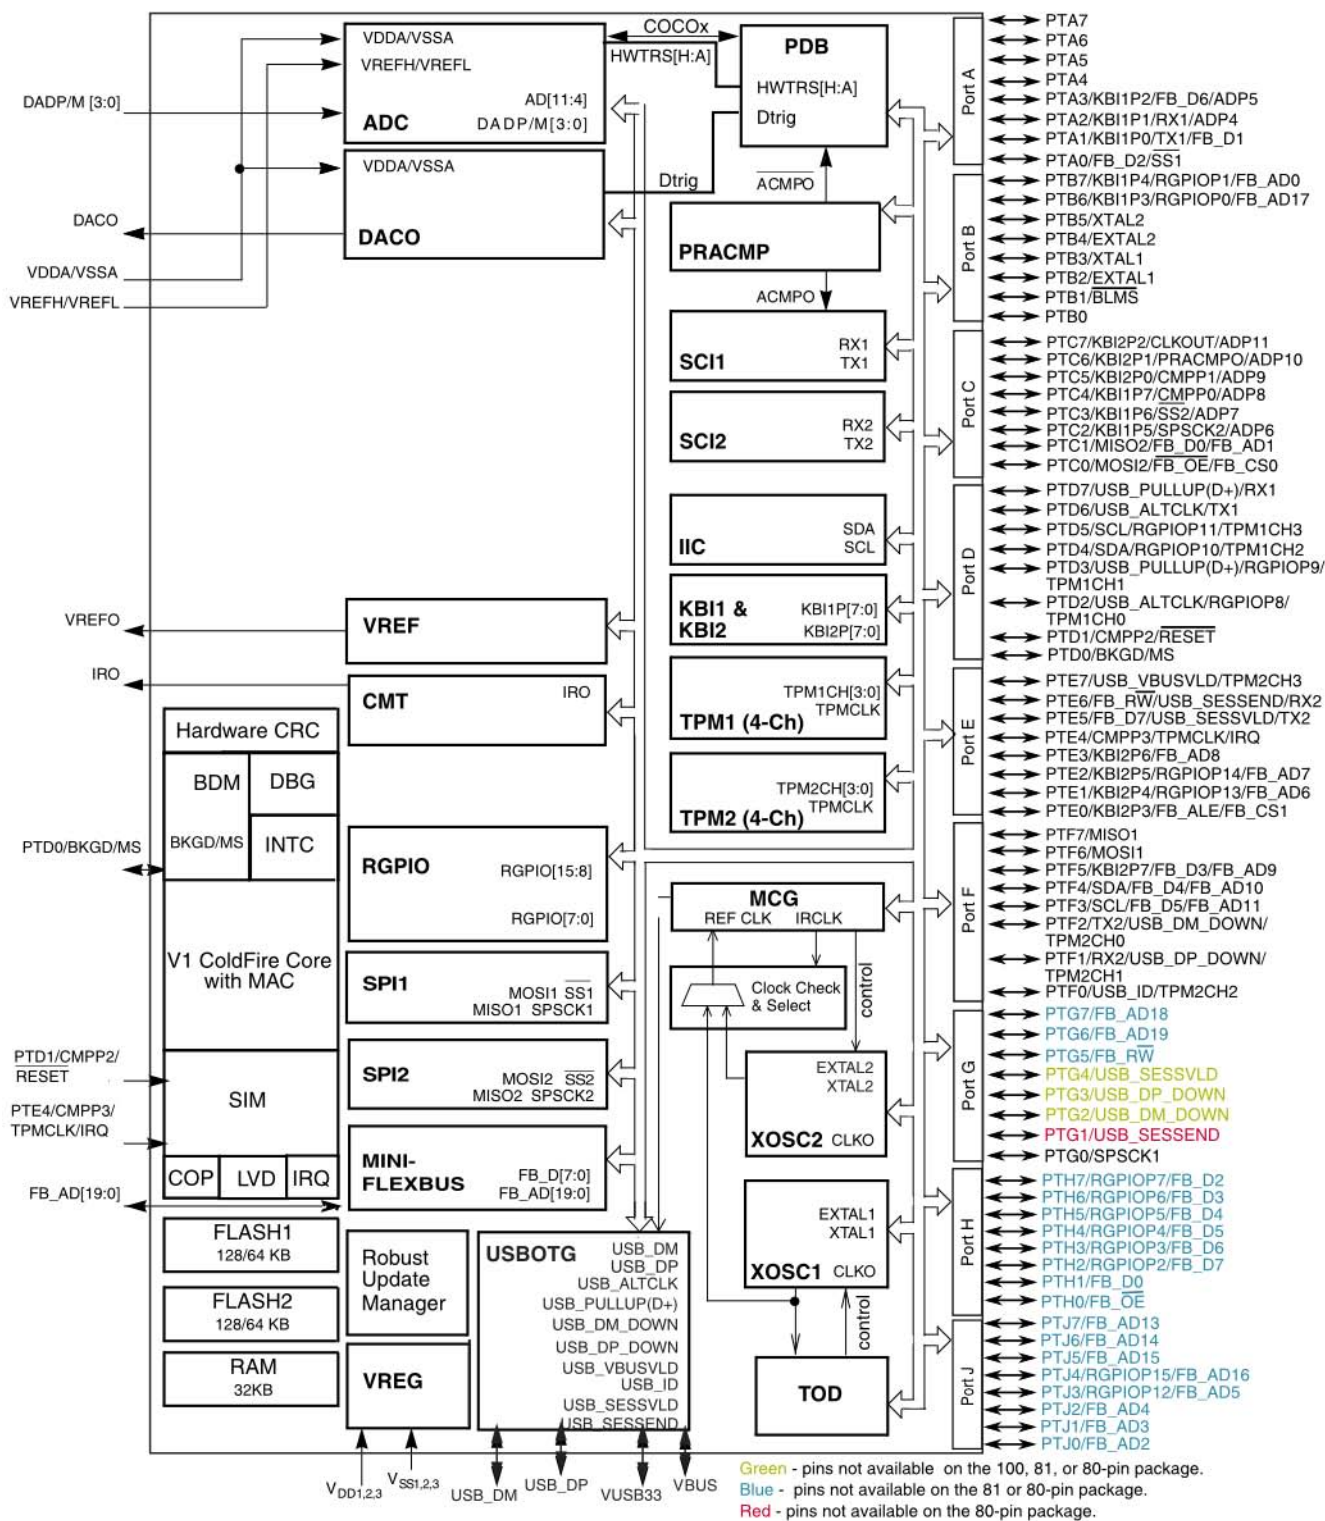 VDDA/VSSA
VREFH/VREFL
DADP/M [3:0]
AD[11:4]
DADP/M[3:0]
ADC
COCOx
HWTRS[H:A]
PDB
HWTRS[H:A]
Dtrig
VDDA/VSSA
Dtrig
DACO
DACO
VDDA/VSSA
VREFH/VREFL
ACMPO
PRACMP
ACMPO
RX1
TX1
SCI1
RX2
TX2
SCI2
SDA
SCL
IIC
KBI1 &
KBI2
KBI1P[7:0]
KBI2P[7:0]
TPM1CH[3:0]
TPMCLK
TPM1 (4-Ch)
TPM2CH[3:0]
TPMCLK
TPM2 (4-Ch)
VREFO
VREF
IRO
CMT
IRO
Hardware CRC
BDM
DBG
BKGD/MS
INTC
PTD0/BKGD/MS
V1 ColdFire Core
with MAC
PTD1/CMPP2/
RESET
SIM
PTE4/CMPP3/
TPMCLK/IRQ
COP
LVD
IRQ
FB_AD[19:0]
FLASH1
128/64 KB
FLASH2
128/64 KB
RAM
32KB
RGPIO
RGPIO[15:8]
RGPIO[7:0]
SPI1
MOSI1 SS1
MISO1 SPSCK1
SPI2
MOSI2 SS2
MISO2 SPSCK2
MINI-
FLEXBUS
FB_D[7:0]
FB_AD[19:0]
Robust
Update
Manager
VREG
USBOTG
USB_DM
USB_DP
USB_ALTCLK
USB_PULLUP(D+)
USB_DM_DOWN
USB_DP_DOWN
USB_VBUSVLD
USB_ID
USB_SESSVLD
USB_SESSEND
VDD1,2,3
VSS1,2,3
USB_DM
USB_DP
VUSB33
VBUS
MCG
REF CLK
IRCLK
Clock Check
& Select
control
EXTAL2
XTAL2
XOSC2
CLKO
EXTAL1
XTAL1
XOSC1
CLKO
control
TOD
Port A
PTA7
PTA6
PTA5
PTA4
PTA3/KBI1P2/FB_D6/ADP5
PTA2/KBI1P1/RX1/ADP4
PTA1/KBI1P0/TX1/FB_D1
PTA0/FB_D2/SS1
Port B
PTB7/KBI1P4/RGPIOP1/FB_AD0
PTB6/KBI1P3/RGPIOP0/FB_AD17
PTB5/XTAL2
PTB4/EXTAL2
PTB3/XTAL1
PTB2/EXTAL1
PTB1/BLMS
PTB0
Port C
PTC7/KBI2P2/CLKOUT/ADP11
PTC6/KBI2P1/PRACMPO/ADP10
PTC5/KBI2P0/CMPP1/ADP9
PTC4/KBI1P7/CMPP0/ADP8
PTC3/KBI1P6/SS2/ADP7
PTC2/KBI1P5/SPSCK2/ADP6
PTC1/MISO2/FB_D0/FB_AD1
PTC0/MOSI2/FB_OE/FB_CS0
Port D
PTD7/USB_PULLUP(D+)/RX1
PTD6/USB_ALTCLK/TX1
PTD5/SCL/RGPIOP11/TPM1CH3
PTD4/SDA/RGPIOP10/TPM1CH2
PTD3/USB_PULLUP(D+)/RGPIOP9/
TPM1CH1
PTD2/USB_ALTCLK/RGPIOP8/
TPM1CH0
PTD1/CMPP2/RESET
PTD0/BKGD/MS
Port E
PTE7/USB_VBUSVLD/TPM2CH3
PTE6/FB_RW/USB_SESSEND/RX2
PTE5/FB_D7/USB_SESSVLD/TX2
PTE4/CMPP3/TPMCLK/IRQ
PTE3/KBI2P6/FB_AD8
PTE2/KBI2P5/RGPIOP14/FB_AD7
PTE1/KBI2P4/RGPIOP13/FB_AD6
PTE0/KBI2P3/FB_ALE/FB_CS1
Port F
PTF7/MISO1
PTF6/MOSI1
PTF5/KBI2P7/FB_D3/FB_AD9
PTF4/SDA/FB_D4/FB_AD10
PTF3/SCL/FB_D5/FB_AD11
PTF2/TX2/USB_DM_DOWN/
TPM2CH0
PTF1/RX2/USB_DP_DOWN/
TPM2CH1
PTF0/USB_ID/TPM2CH2
Port G
PTG7/FB_AD18
PTG6/FB_AD19
PTG5/FB_RW
PTG4/USB_SESSVLD
PTG3/USB_DP_DOWN
PTG2/USB_DM_DOWN
PTG1/USB_SESSEND
PTG0/SPSCK1
Port H
PTH7/RGPIOP7/FB_D2
PTH6/RGPIOP6/FB_D3
PTH5/RGPIOP5/FB_D4
PTH4/RGPIOP4/FB_D5
PTH3/RGPIOP3/FB_D6
PTH2/RGPIOP2/FB_D7
PTH1/FB_D0
PTH0/FB_OE
Port J
PTJ7/FB_AD13
PTJ6/FB_AD14
PTJ5/FB_AD15
PTJ4/RGPIOP15/FB_AD16
PTJ3/RGPIOP12/FB_AD5
PTJ2/FB_AD4
PTJ1/FB_AD3
PTJ0/FB_AD2
Green - pins not available on the 100, 81, or 80-pin package.
Blue - pins not available on the 81 or 80-pin package.
Red - pins not available on the 80-pin package.